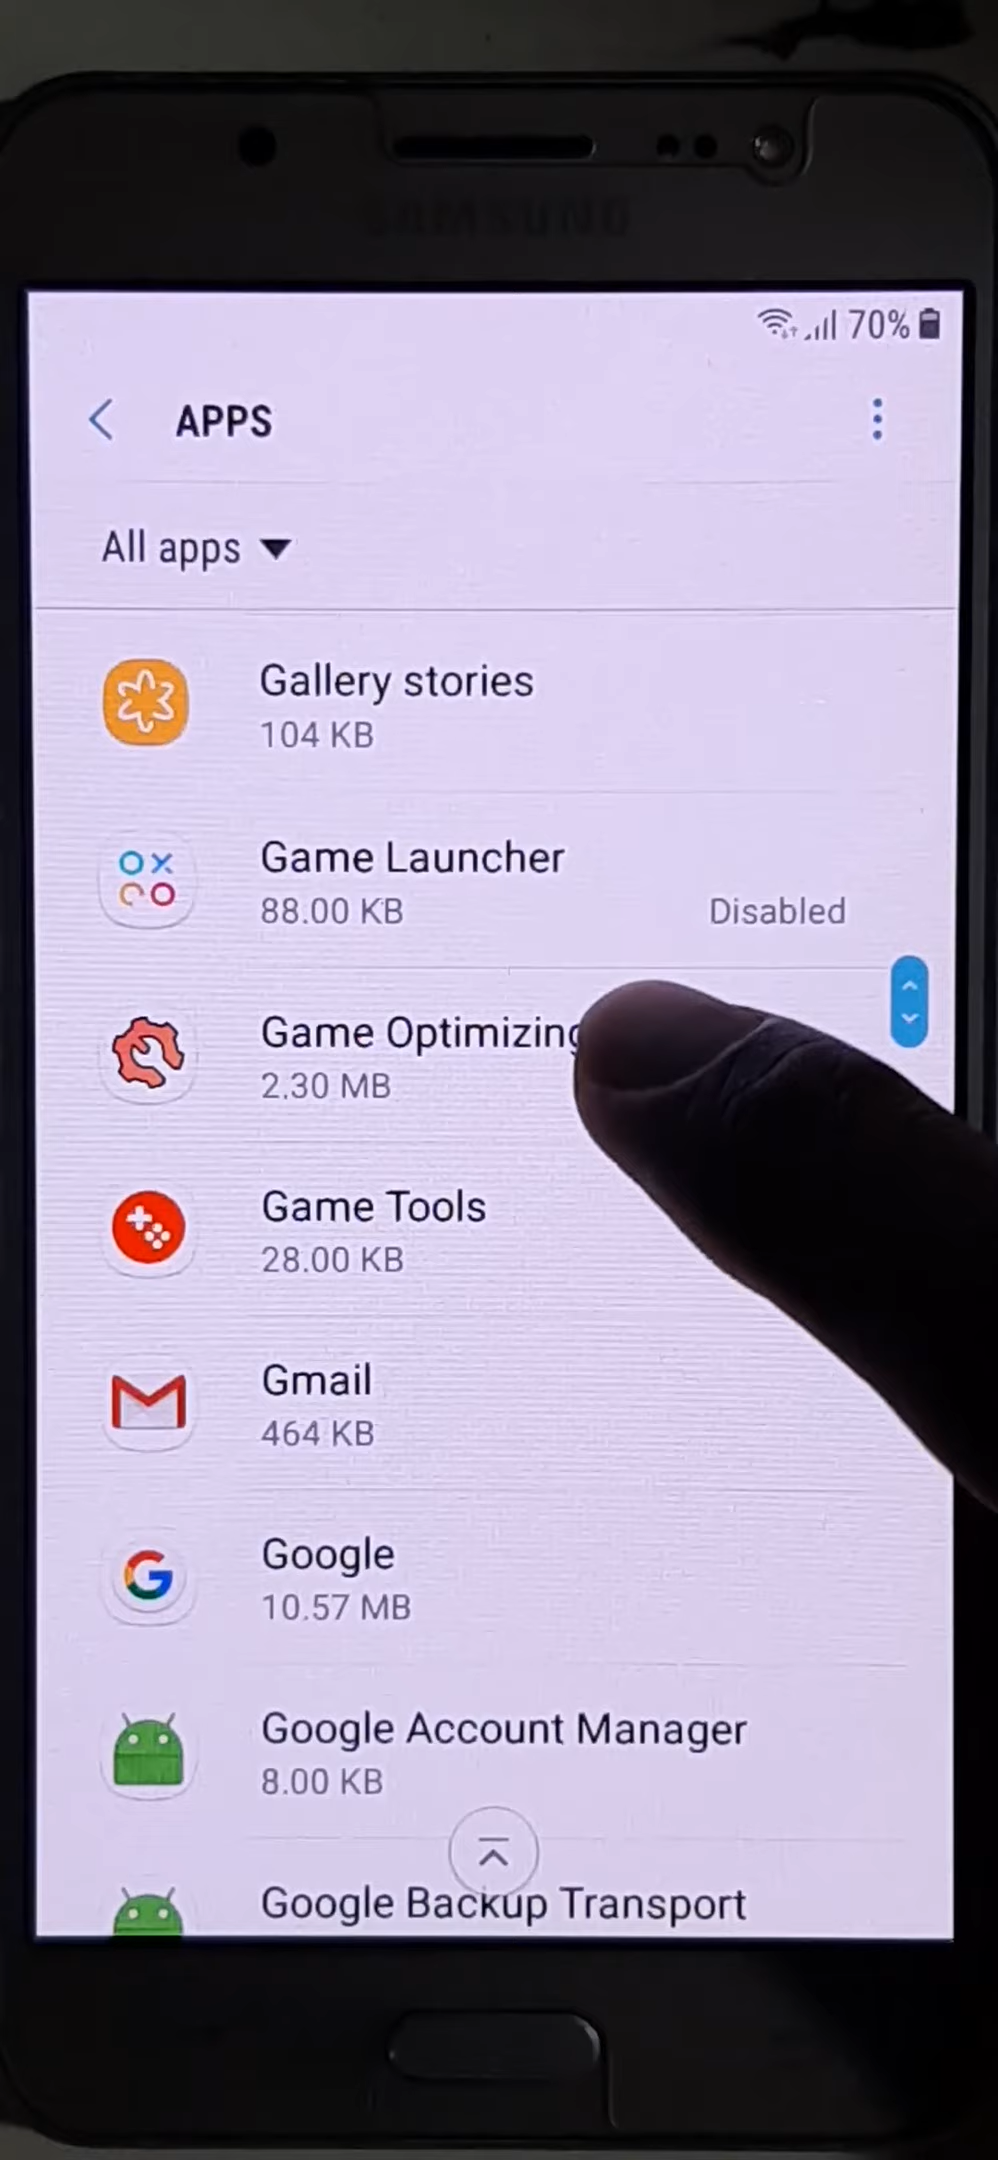 SAMSUNG
70%
APPS
All apps
Gallery stories
104 KB
Game Launcher
88.00 KB
Disabled
Game Optimizing
2.30 MB
Game Tools
28.00 KB
Gmail
464 KB
Google
10.57 MB
Google Account Manager
8.00 KB
Google Backup Transport